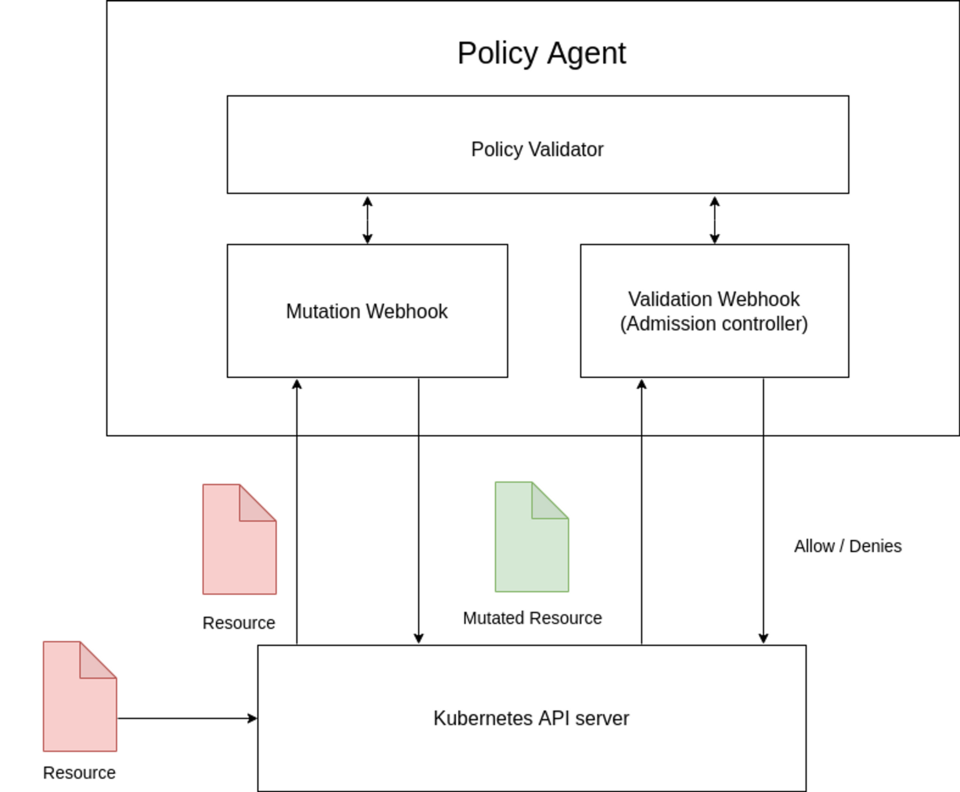 Policy Agent
Policy Validator
Mutation Webhook
Validation Webhook
(Admission controller)
Resource
Mutated Resource
Allow / Denies
Kubernetes API server
Resource